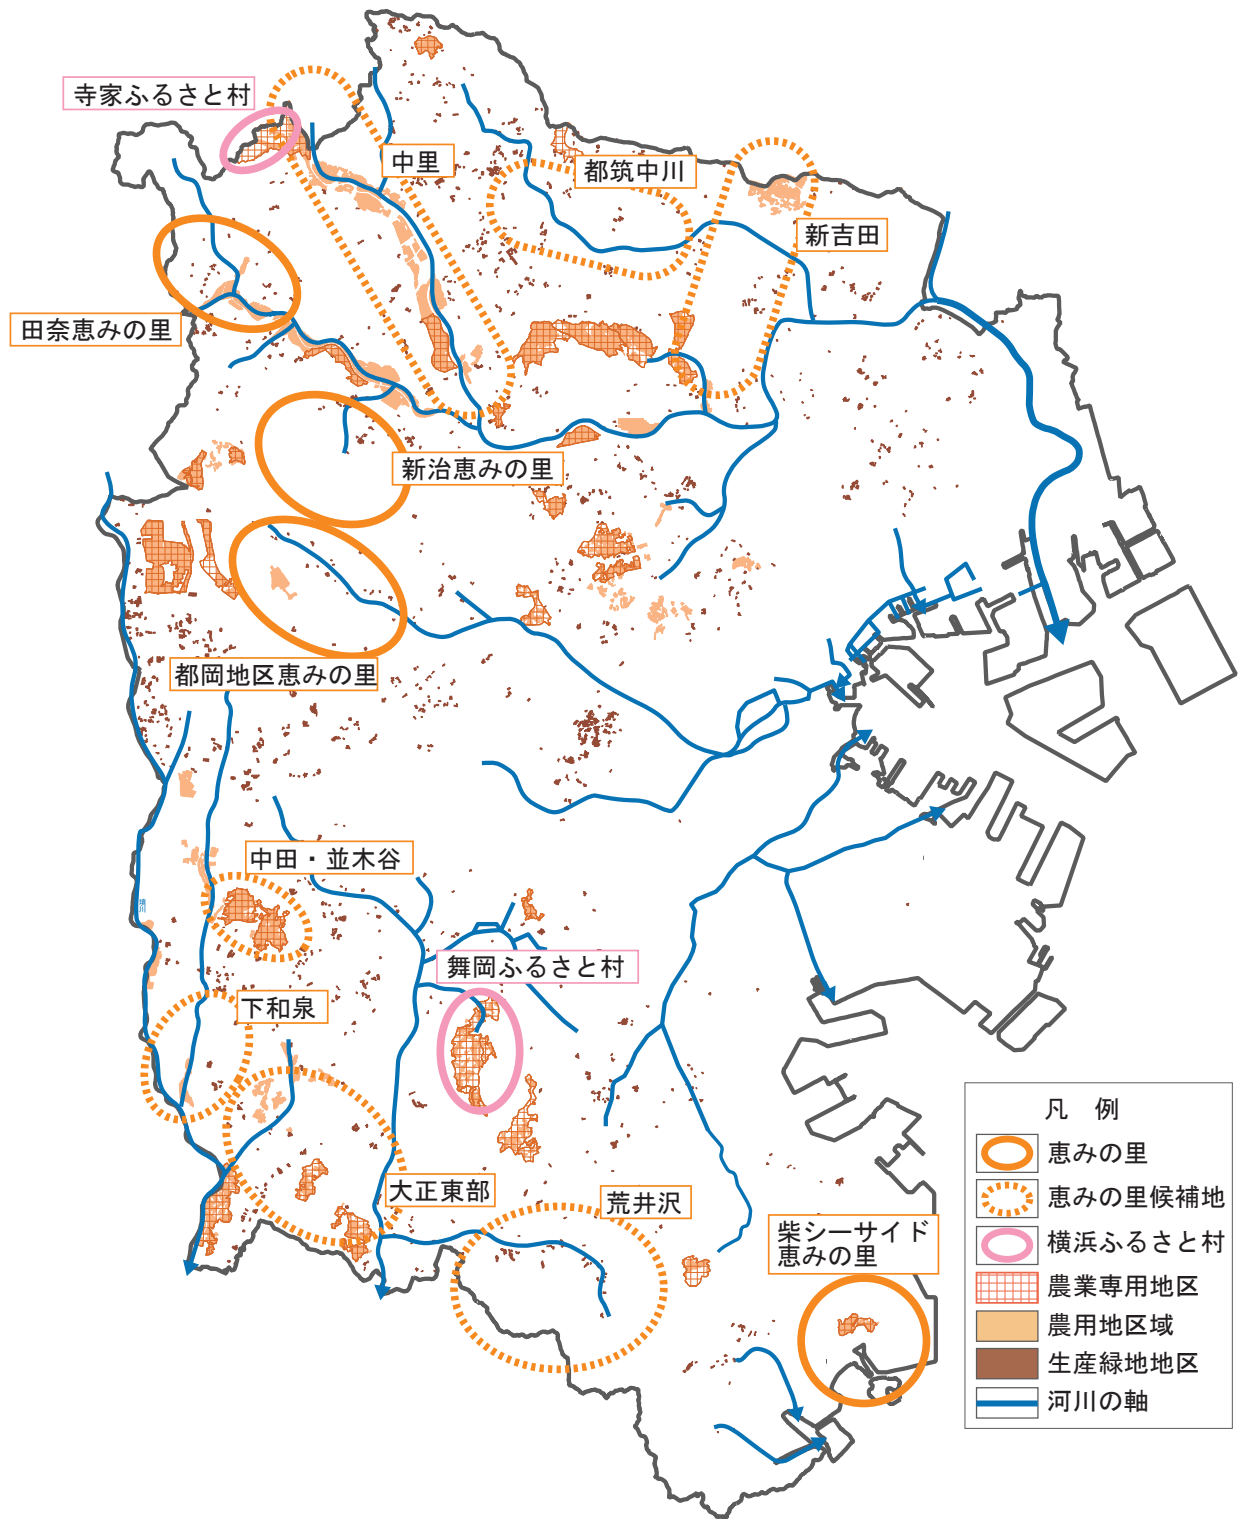 寺家ふるさと村
中里
都筑中川
新吉田
田奈恵みの里
新治恵みの里
都岡地区恵みの里
中田・並木谷
境川
舞岡ふるさと村
下和泉
大正東部
荒井沢
柴シーサイド
恵みの里
凡 例
恵みの里
恵みの里候補地
横浜ふるさと村
農業専用地区
農用地区域
生産緑地地区
河川の軸